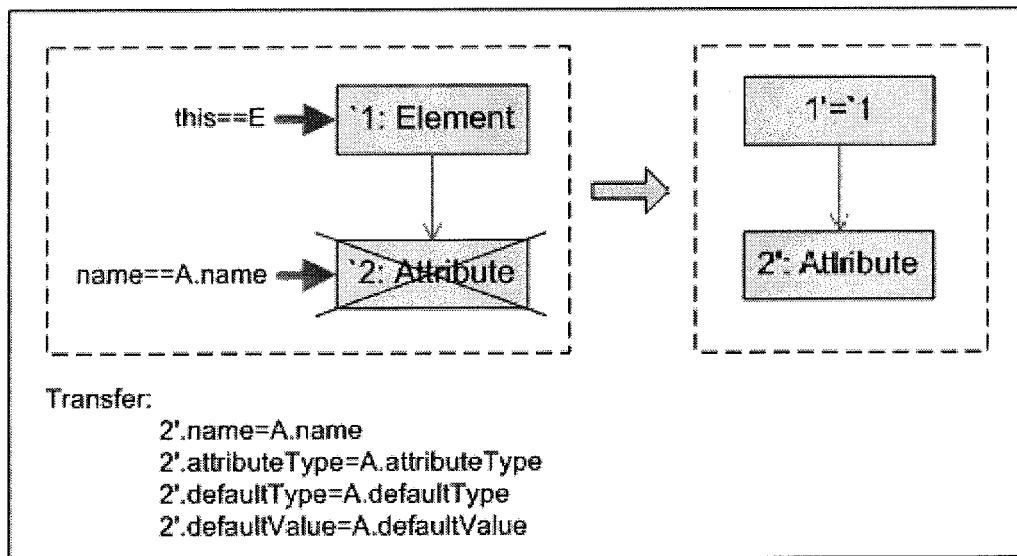 this==E
`1: Element
1'=`1
name==A.name
`2: Attribute
2': Attribute
Transfer:
2'.name=A.name
2'.attributeType=A.attributeType
2'.defaultType=A.defaultType
2'.defaultValue=A.defaultValue